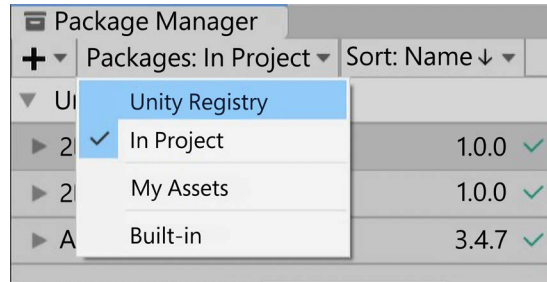 Package Manager
Packages: In Project Sort: Name ↓
Unity Registry
In Project 1.0.0
My Assets 1.0.0
Built-in 3.4.7